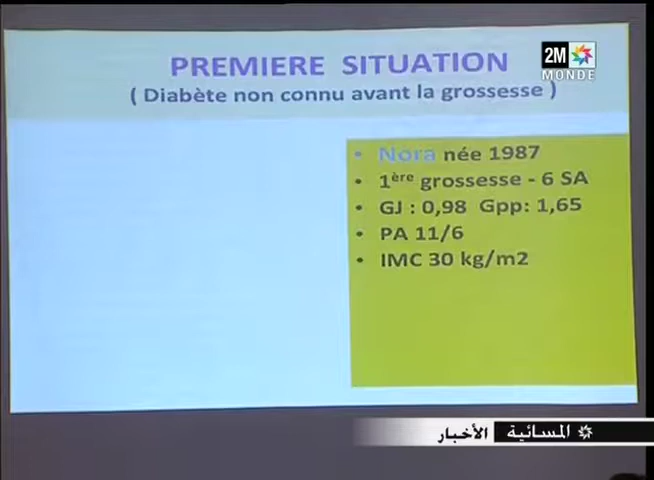 PREMIERE SITUATION
( Diabète non connu avant la grossesse )
2M
MONDE
• Nora née 1987
• 1ère grossesse - 6 SA
• GJ : 0,98 Gpp: 1,65
• PA 11/6
• IMC 30 kg/m2
المسائية الأخبار